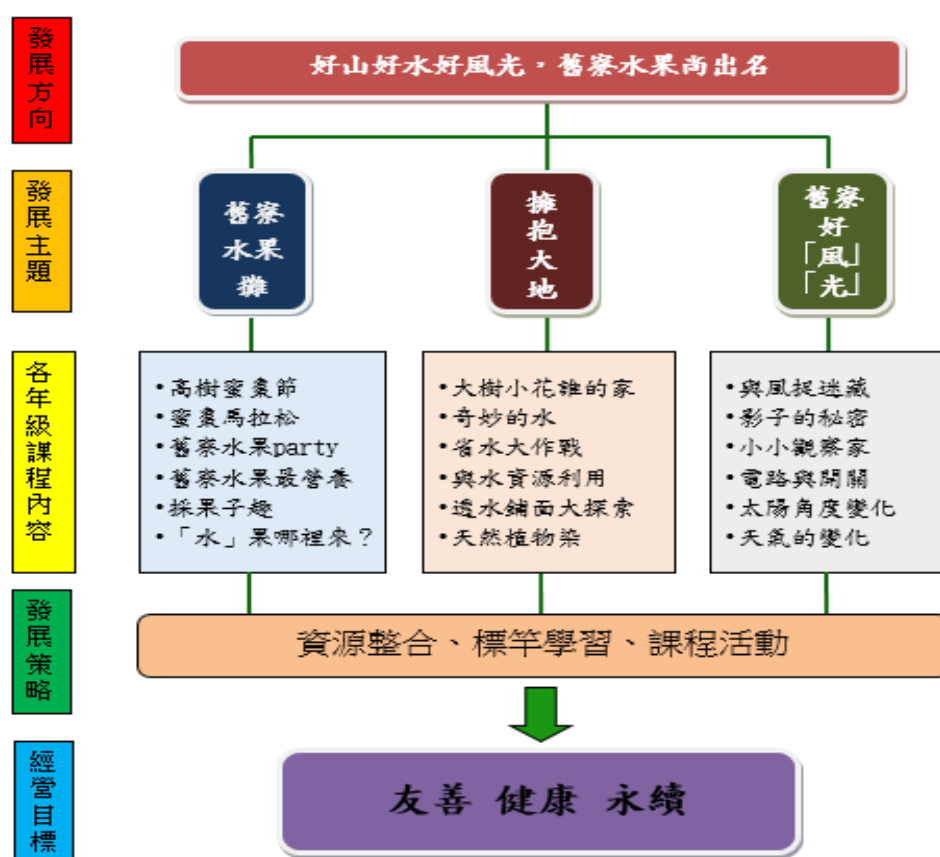 發展方向
好山好水好風光，舊寮水果尚出名
發展主題
舊寮
水果
攤
擁抱大地
舊寮
好
「風」
「光」
各年級課程內容
•高樹蜜棗節
•蜜棗馬拉松
•舊寮水果party
•舊寮水果最營養
•採果子趣
•「水」果哪裡來？
•大樹小花誰的家
•奇妙的水
•省水大作戰
•與水資源利用
•透水鋪面大探索
•天然植物染
•與風捉迷藏
•影子的秘密
•小小觀察家
•電路與開關
•太陽角度變化
•天氣的變化
發展策略
資源整合、標竿學習、課程活動
經營目標
友善 健康 永續